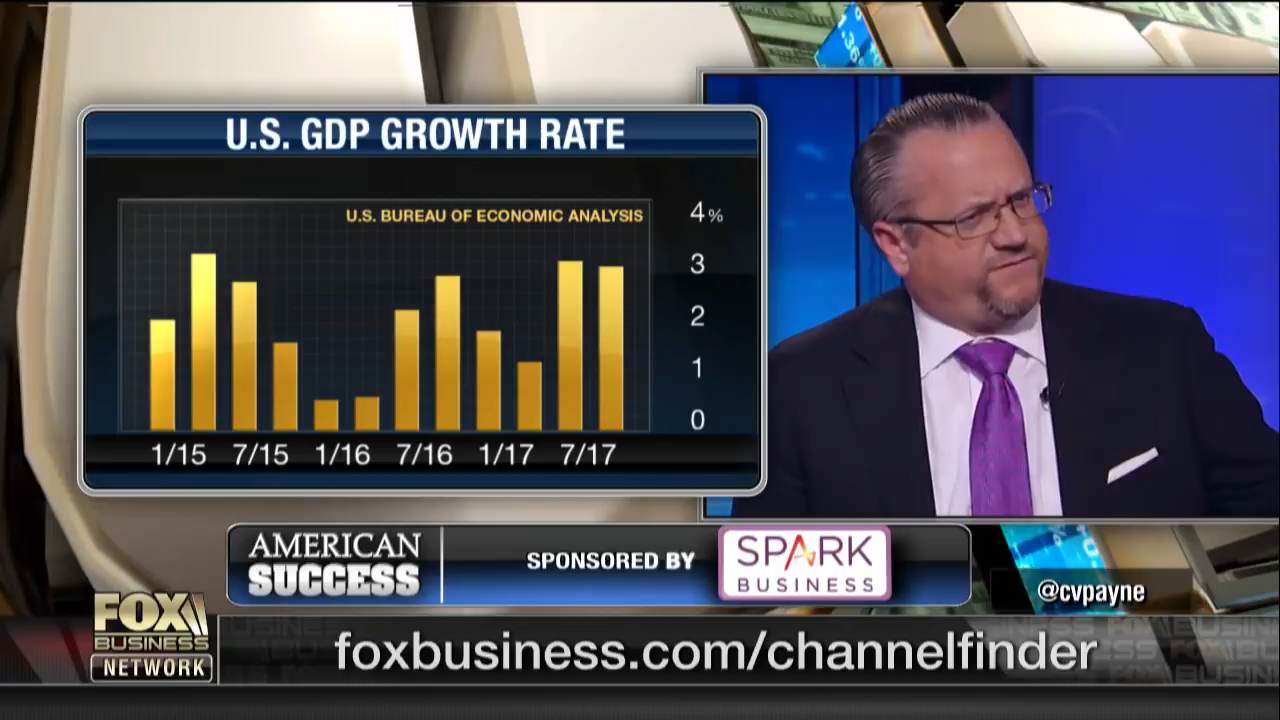 U.S. GDP GROWTH RATE
U.S. BUREAU OF ECONOMIC ANALYSIS
4%
3
2
1
0
1/15 7/15 1/16 7/16 1/17 7/17
AMERICAN
SUCCESS
SPONSORED BY
SPARK
BUSINESS
@cvpayne
FOX
BUSINESS
NETWORK
foxbusiness.com/channelfinder